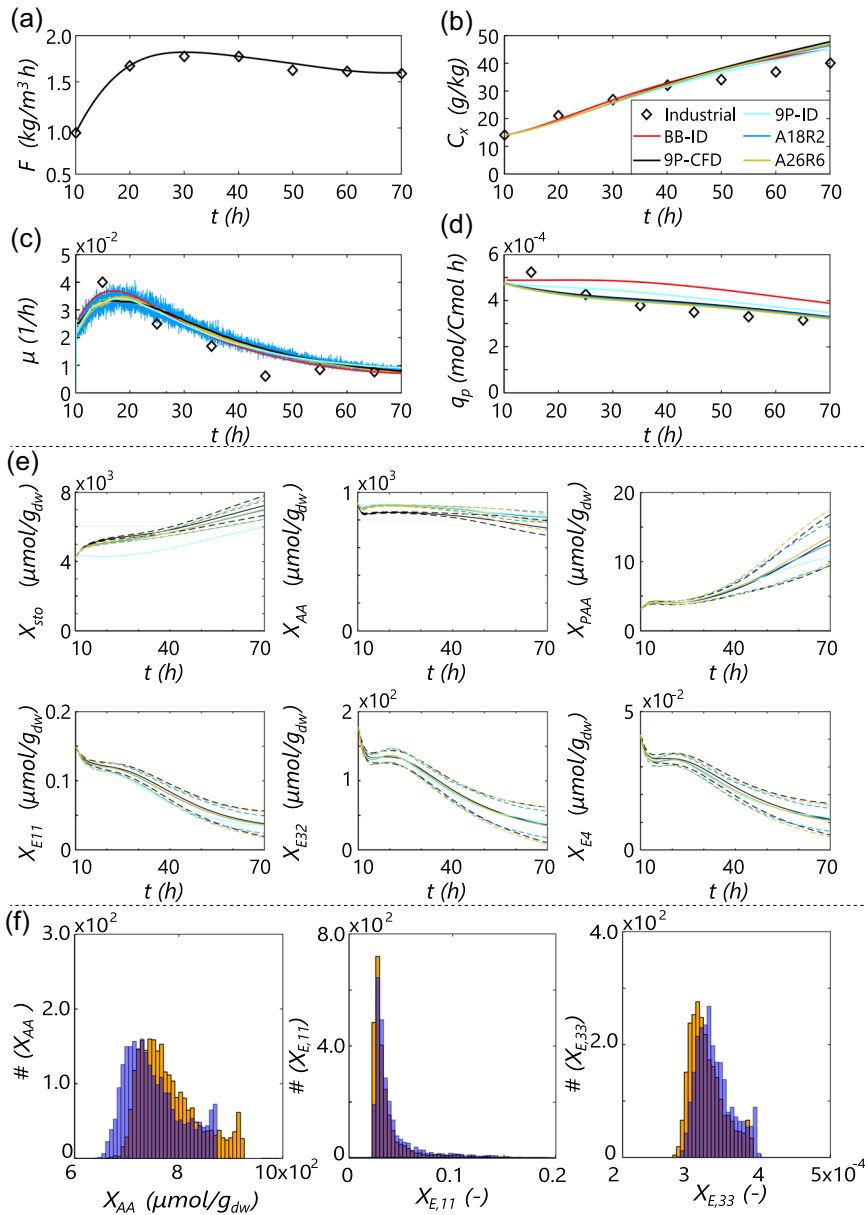 (a)
2.0
1.5
1.0
0.5
F (kg/m³ h)
10 20 30 40 50 60 70
t (h)
(b)
50
40
30
20
10
0
Cₓ (g/kg)
Industrial
BB-ID
9P-CFD
9P-ID
A18R2
A26R6
10 20 30 40 50 60 70
t (h)
(c)
x10⁻²
5
4
3
2
1
0
μ (1/h)
10 20 30 40 50 60 70
t (h)
(d)
x10⁻⁴
6
4
2
0
qₚ (mol/Cmol h)
10 20 30 40 50 60 70
t (h)
(e)
x10³
8
6
4
2
0
X_sto (μmol/g_dw)
10 40 70
t (h)
x10³
1
0
X_AA (μmol/g_dw)
10 40 70
t (h)
20
15
10
5
0
X_PAA (μmol/g_dw)
10 40 70
t (h)
0.2
0.1
0
X_E11 (μmol/g_dw)
10 40 70
t (h)
x10²
2
1
0
X_E32 (μmol/g_dw)
10 40 70
t (h)
x10⁻²
5
0
X_E4 (μmol/g_dw)
10 40 70
t (h)
(f)
x10²
3.0
2.0
1.0
0
# (X_AA)
6 8 10x10²
X_AA (μmol/g_dw)
x10²
8.0
4.0
0
# (X_E,11)
0 0.1 0.2
X_E,11 (-)
x10²
4.0
2.0
0
# (X_E,33)
2 3 4 5x10⁻⁴
X_E,33 (-)